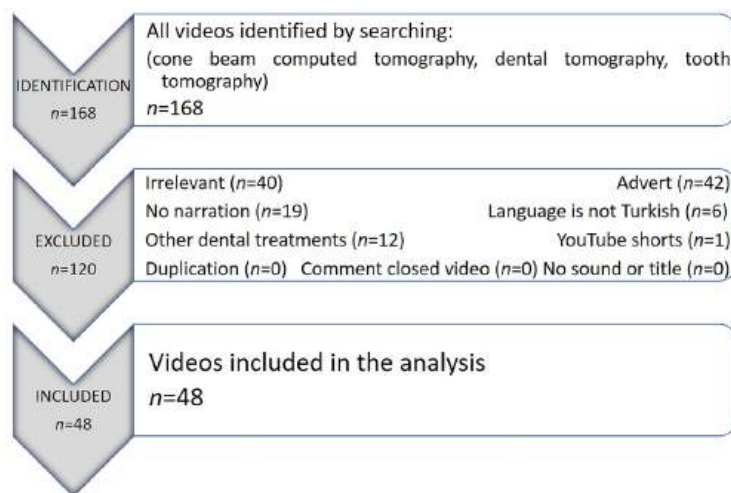 IDENTIFICATION
n=168
All videos identified by searching:
(cone beam computed tomography, dental tomography, tooth
tomography)
n=168
EXCLUDED
n=120
Irrelevant (n=40) Advert (n=42)
No narration (n=19) Language is not Turkish (n=6)
Other dental treatments (n=12) YouTube shorts (n=1)
Duplication (n=0) Comment closed video (n=0) No sound or title (n=0)
INCLUDED
n=48
Videos included in the analysis
n=48